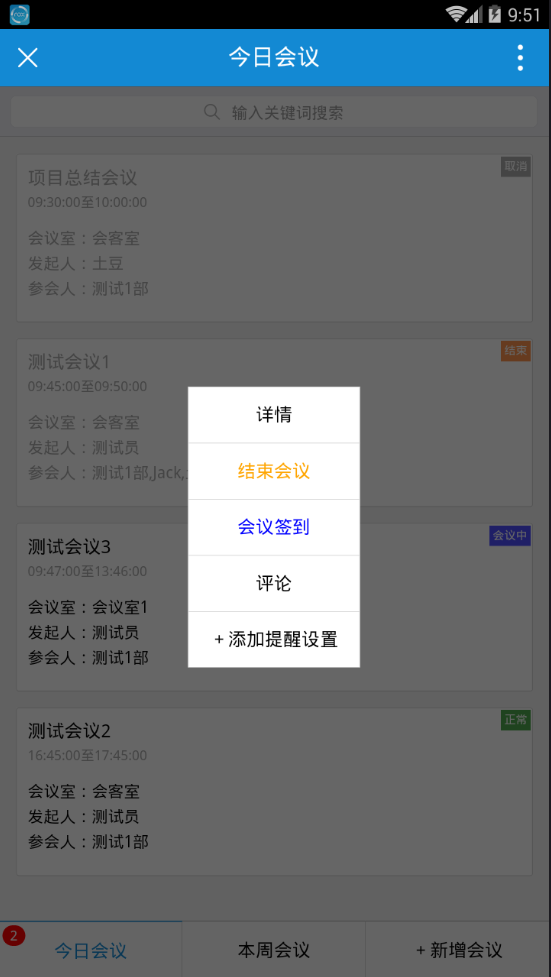 9:51
今日会议
输入关键词搜索
项目总结会议
取消
09:30:00至10:00:00
会议室：会客室
发起人：土豆
参会人：测试1部
测试会议1
结束
09:45:00至09:50:00
会议室：会客室
发起人：测试员
参会人：测试1部,Jack,
详情
结束会议
会议签到
评论
+ 添加提醒设置
测试会议3
会议中
09:47:00至13:46:00
会议室：会议室1
发起人：测试员
参会人：测试1部
测试会议2
正常
16:45:00至17:45:00
会议室：会客室
发起人：测试员
参会人：测试1部
2
今日会议
本周会议
+ 新增会议